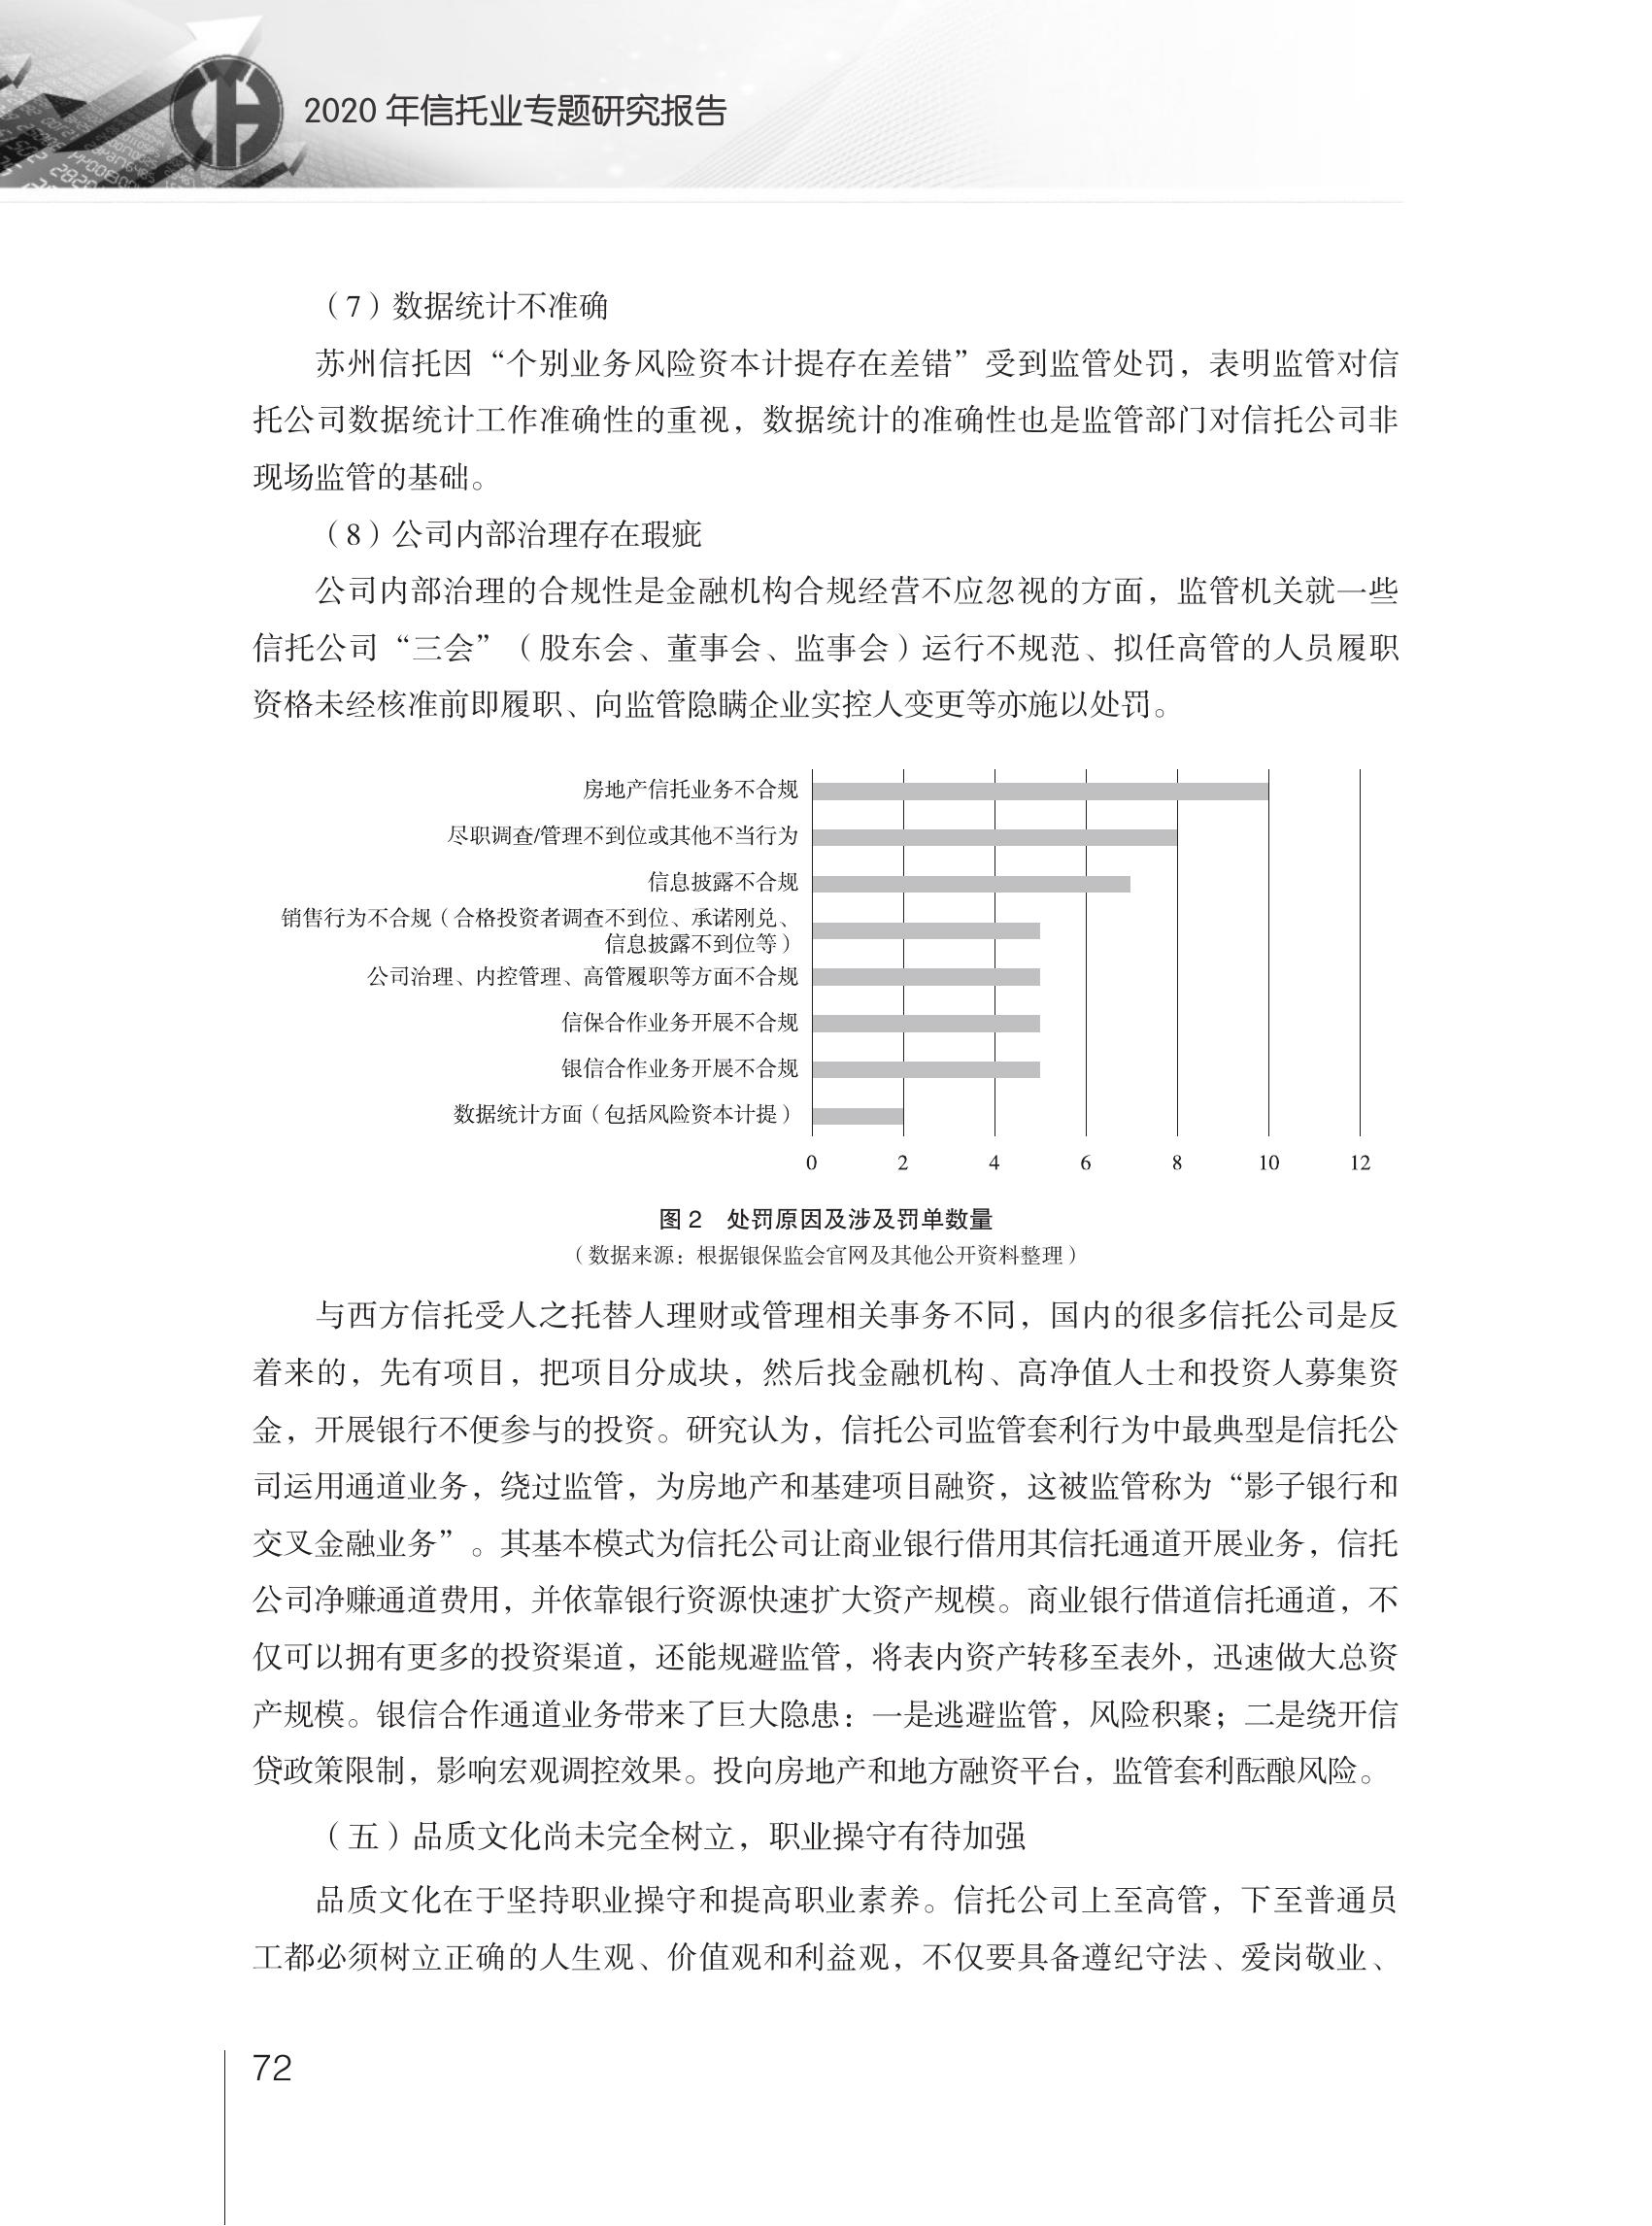 2020 年信托业专题研究报告
（7）数据统计不准确
苏州信托因“个别业务风险资本计提存在差错”受到监管处罚，表明监管对信
托公司数据统计工作准确性的重视，数据统计的准确性也是监管部门对信托公司非
现场监管的基础。
（8）公司内部治理存在瑕疵
公司内部治理的合规性是金融机构合规经营不应忽视的方面，监管机关就一些
信托公司“三会”（股东会、董事会、监事会）运行不规范、拟任高管的人员履职
资格未经核准前即履职、向监管隐瞒企业实控人变更等亦施以处罚。
房地产信托业务不合规
尽职调查/管理不到位或其他不当行为
信息披露不合规
销售行为不合规（合格投资者调查不到位、承诺刚兑、
信息披露不到位等）
公司治理、内控管理、高管履职等方面不合规
信保合作业务开展不合规
银信合作业务开展不合规
数据统计方面（包括风险资本计提）
0 2 4 6 8 10 12
图 2　处罚原因及涉及罚单数量
（数据来源：根据银保监会官网及其他公开资料整理）
与西方信托受人之托替人理财或管理相关事务不同，国内的很多信托公司是反
着来的，先有项目，把项目分成块，然后找金融机构、高净值人士和投资人募集资
金，开展银行不便参与的投资。研究认为，信托公司监管套利行为中最典型是信托公
司运用通道业务，绕过监管，为房地产和基建项目融资，这被监管称为“影子银行和
交叉金融业务”。其基本模式为信托公司让商业银行借用其信托通道开展业务，信托
公司净赚通道费用，并依靠银行资源快速扩大资产规模。商业银行借道信托通道，不
仅可以拥有更多的投资渠道，还能规避监管，将表内资产转移至表外，迅速做大总资
产规模。银信合作通道业务带来了巨大隐患：一是逃避监管，风险积聚；二是绕开信
贷政策限制，影响宏观调控效果。投向房地产和地方融资平台，监管套利酝酿风险。
（五）品质文化尚未完全树立，职业操守有待加强
品质文化在于坚持职业操守和提高职业素养。信托公司上至高管，下至普通员
工都必须树立正确的人生观、价值观和利益观，不仅要具备遵纪守法、爱岗敬业、
72